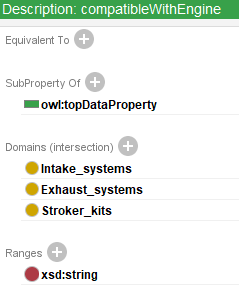 Description: compatibleWithEngine
Equivalent To
SubProperty Of
owl:topDataProperty
Domains (intersection)
Intake_systems
Exhaust_systems
Stroker_kits
Ranges
xsd:string